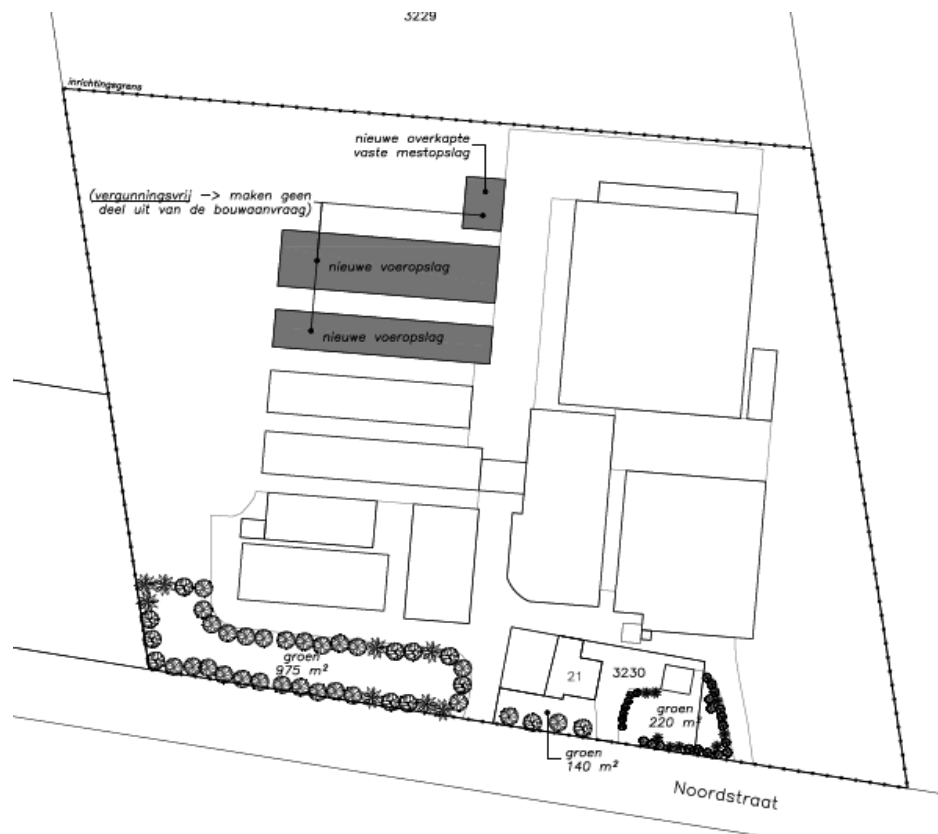 3229
inrichtingsgrens
nieuwe overkapte
vaste mestopslag
(vergunningsvrij —> maken geen
deel uit van de bouwaanvraag)
nieuwe voeropslag
nieuwe voeropslag
groen
975 m²
21
3230
groen
220 m²
groen
140 m²
Noordstraat